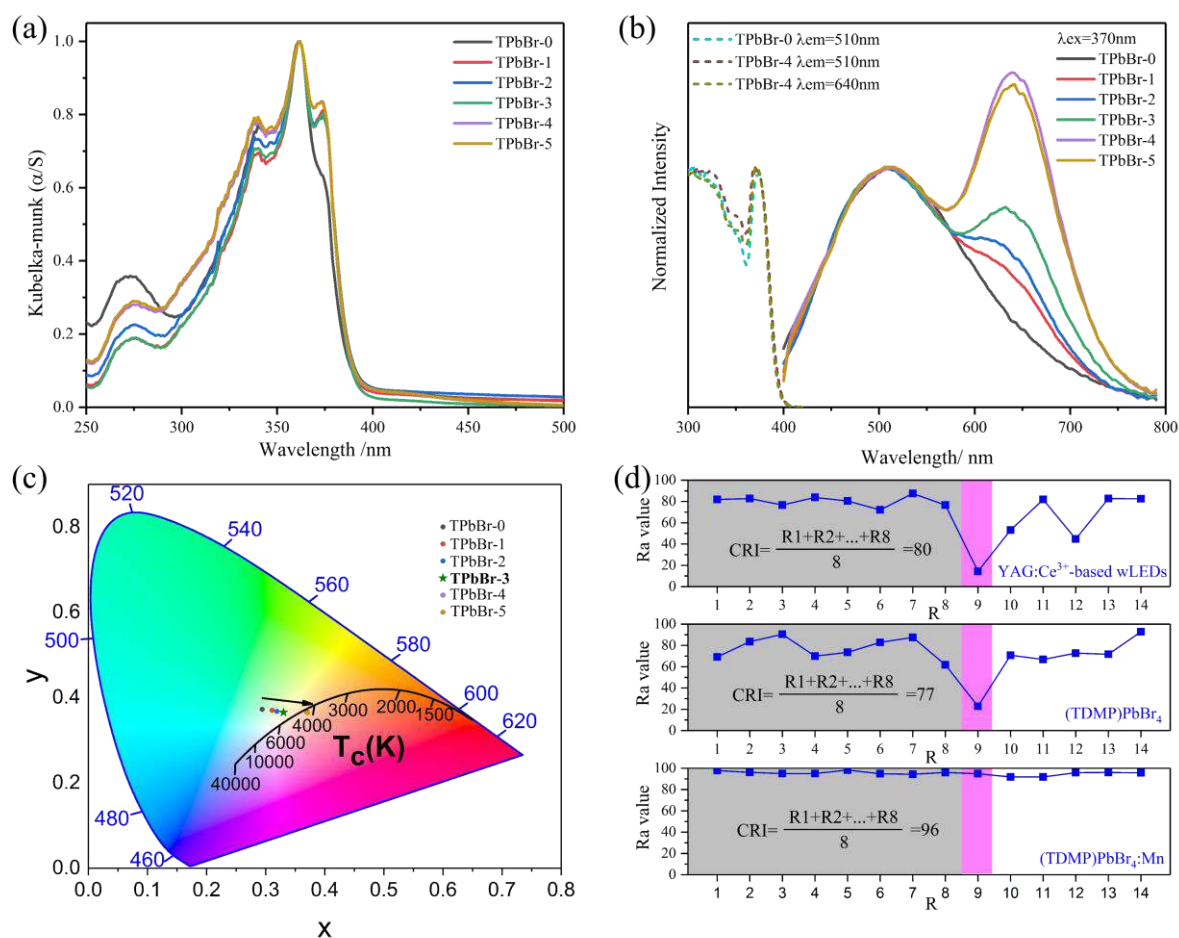 (a)
Kubelka-munk (α/S)
1.0
0.8
0.6
0.4
0.2
0.0
250 300 350 400 450 500
Wavelength /nm
TPbBr-0
TPbBr-1
TPbBr-2
TPbBr-3
TPbBr-4
TPbBr-5
(b)
Normalized Intensity
TPbBr-0 λem=510nm
TPbBr-4 λem=510nm
TPbBr-4 λem=640nm
λex=370nm
TPbBr-0
TPbBr-1
TPbBr-2
TPbBr-3
TPbBr-4
TPbBr-5
300 400 500 600 700 800
Wavelength/ nm
(c)
y
0.8
0.6
0.4
0.2
0.0
0.0 0.1 0.2 0.3 0.4 0.5 0.6 0.7 0.8
x
520
540
560
580
600
620
500
480
460
TPbBr-0
TPbBr-1
TPbBr-2
TPbBr-3
TPbBr-4
TPbBr-5
40000
10000
6000
4000
3000
2000
1500
Tc(K)
(d)
Ra value
100
80
60
40
20
0
CRI= R1+R2+...+R8 / 8 =80
YAG:Ce³⁺-based wLEDs
1 2 3 4 5 6 7 8 9 10 11 12 13 14
R
Ra value
100
80
60
40
20
0
CRI= R1+R2+...+R8 / 8 =77
(TDMP)PbBr₄
1 2 3 4 5 6 7 8 9 10 11 12 13 14
R
Ra value
100
80
60
40
20
0
CRI= R1+R2+...+R8 / 8 =96
(TDMP)PbBr₄:Mn
1 2 3 4 5 6 7 8 9 10 11 12 13 14
R